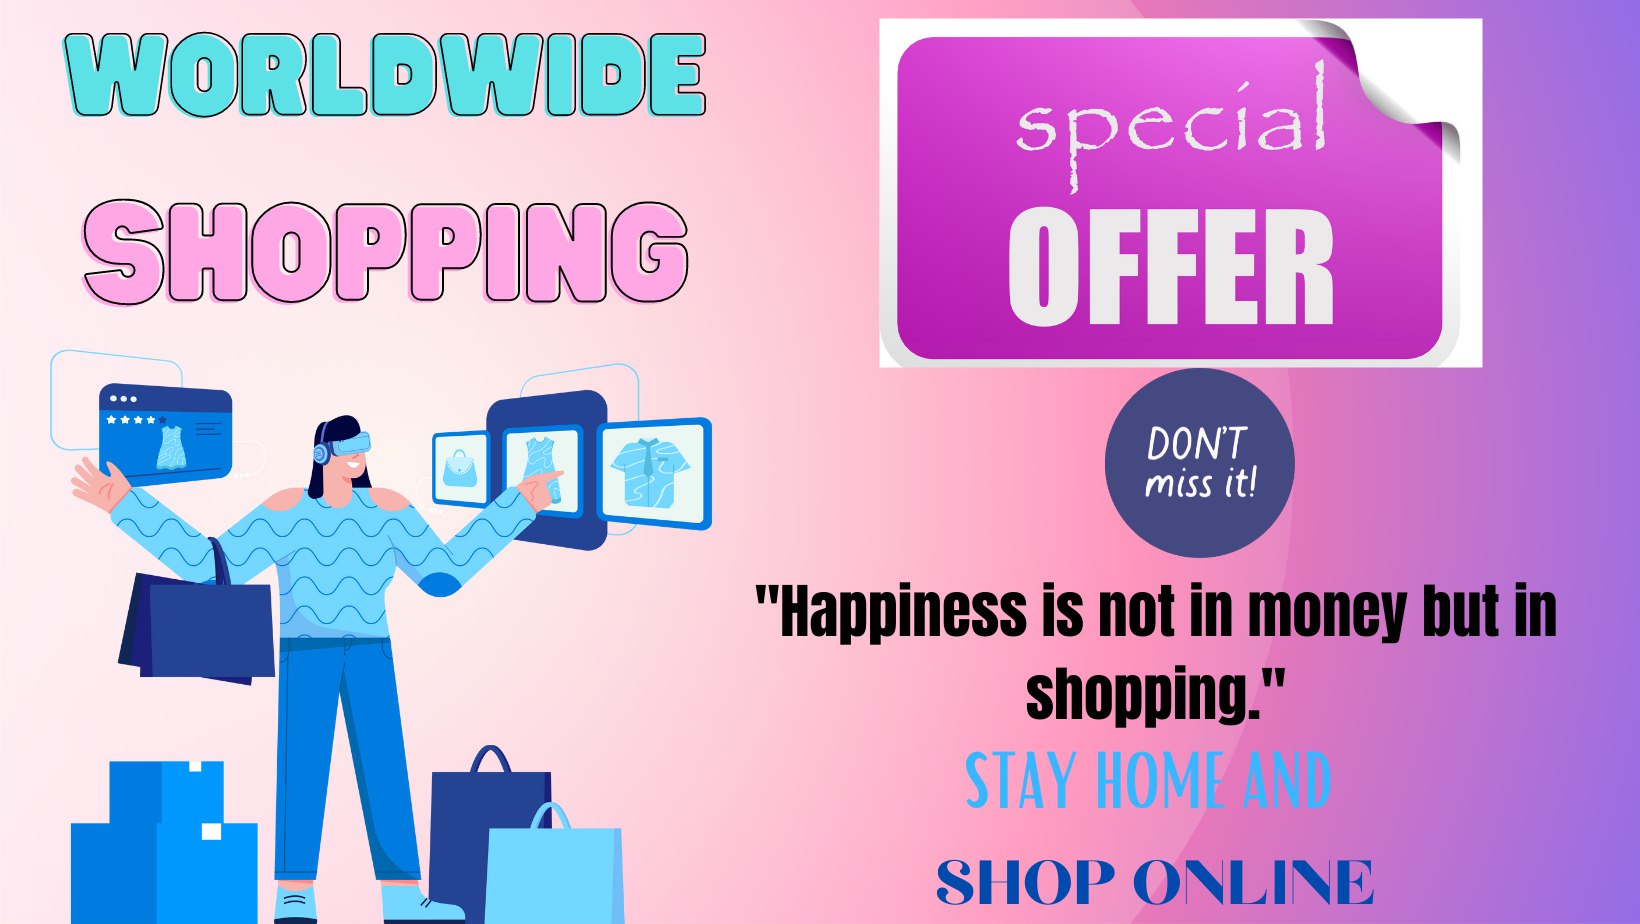 WORLDWIDE
SHOPPING
special
OFFER
DON'T
miss it!
"Happiness is not in money but in
shopping."
STAY HOME AND
SHOP ONLINE